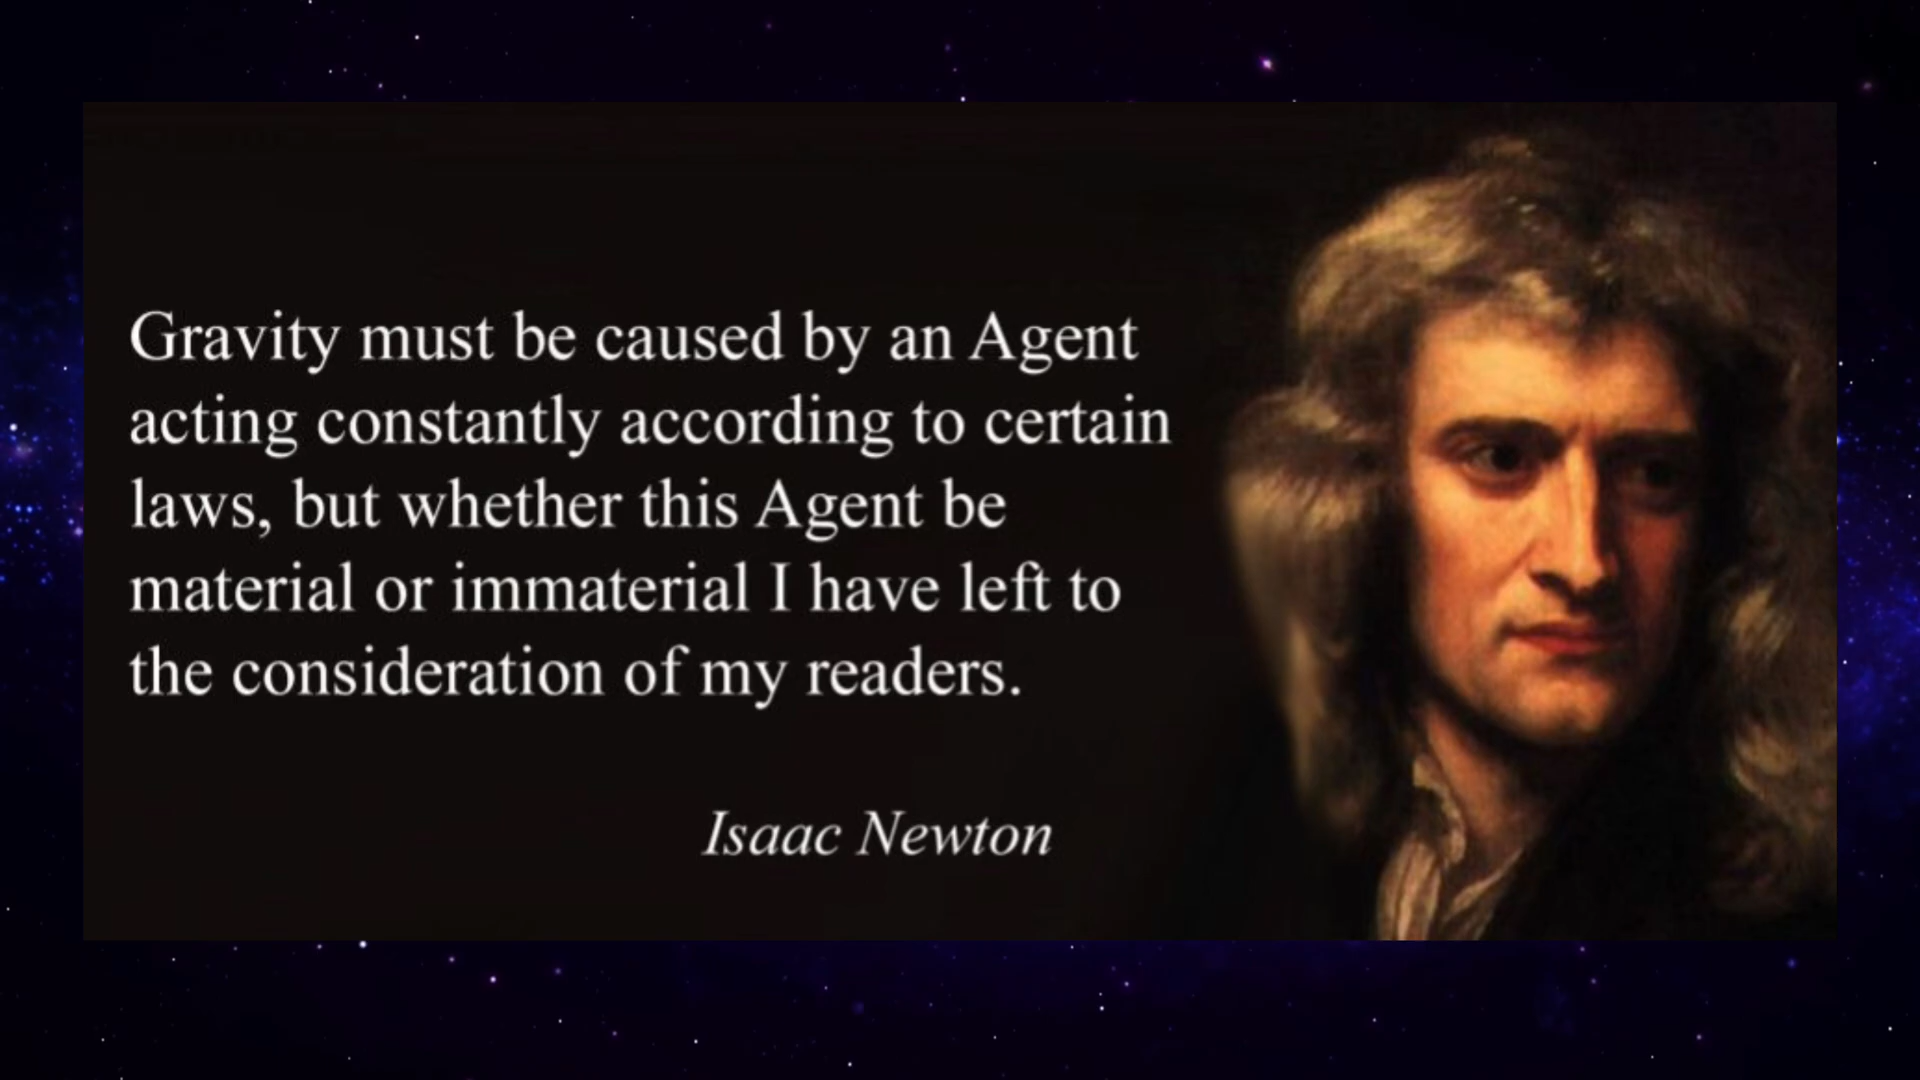 Gravity must be caused by an Agent
acting constantly according to certain
laws, but whether this Agent be
material or immaterial I have left to
the consideration of my readers.
Isaac Newton